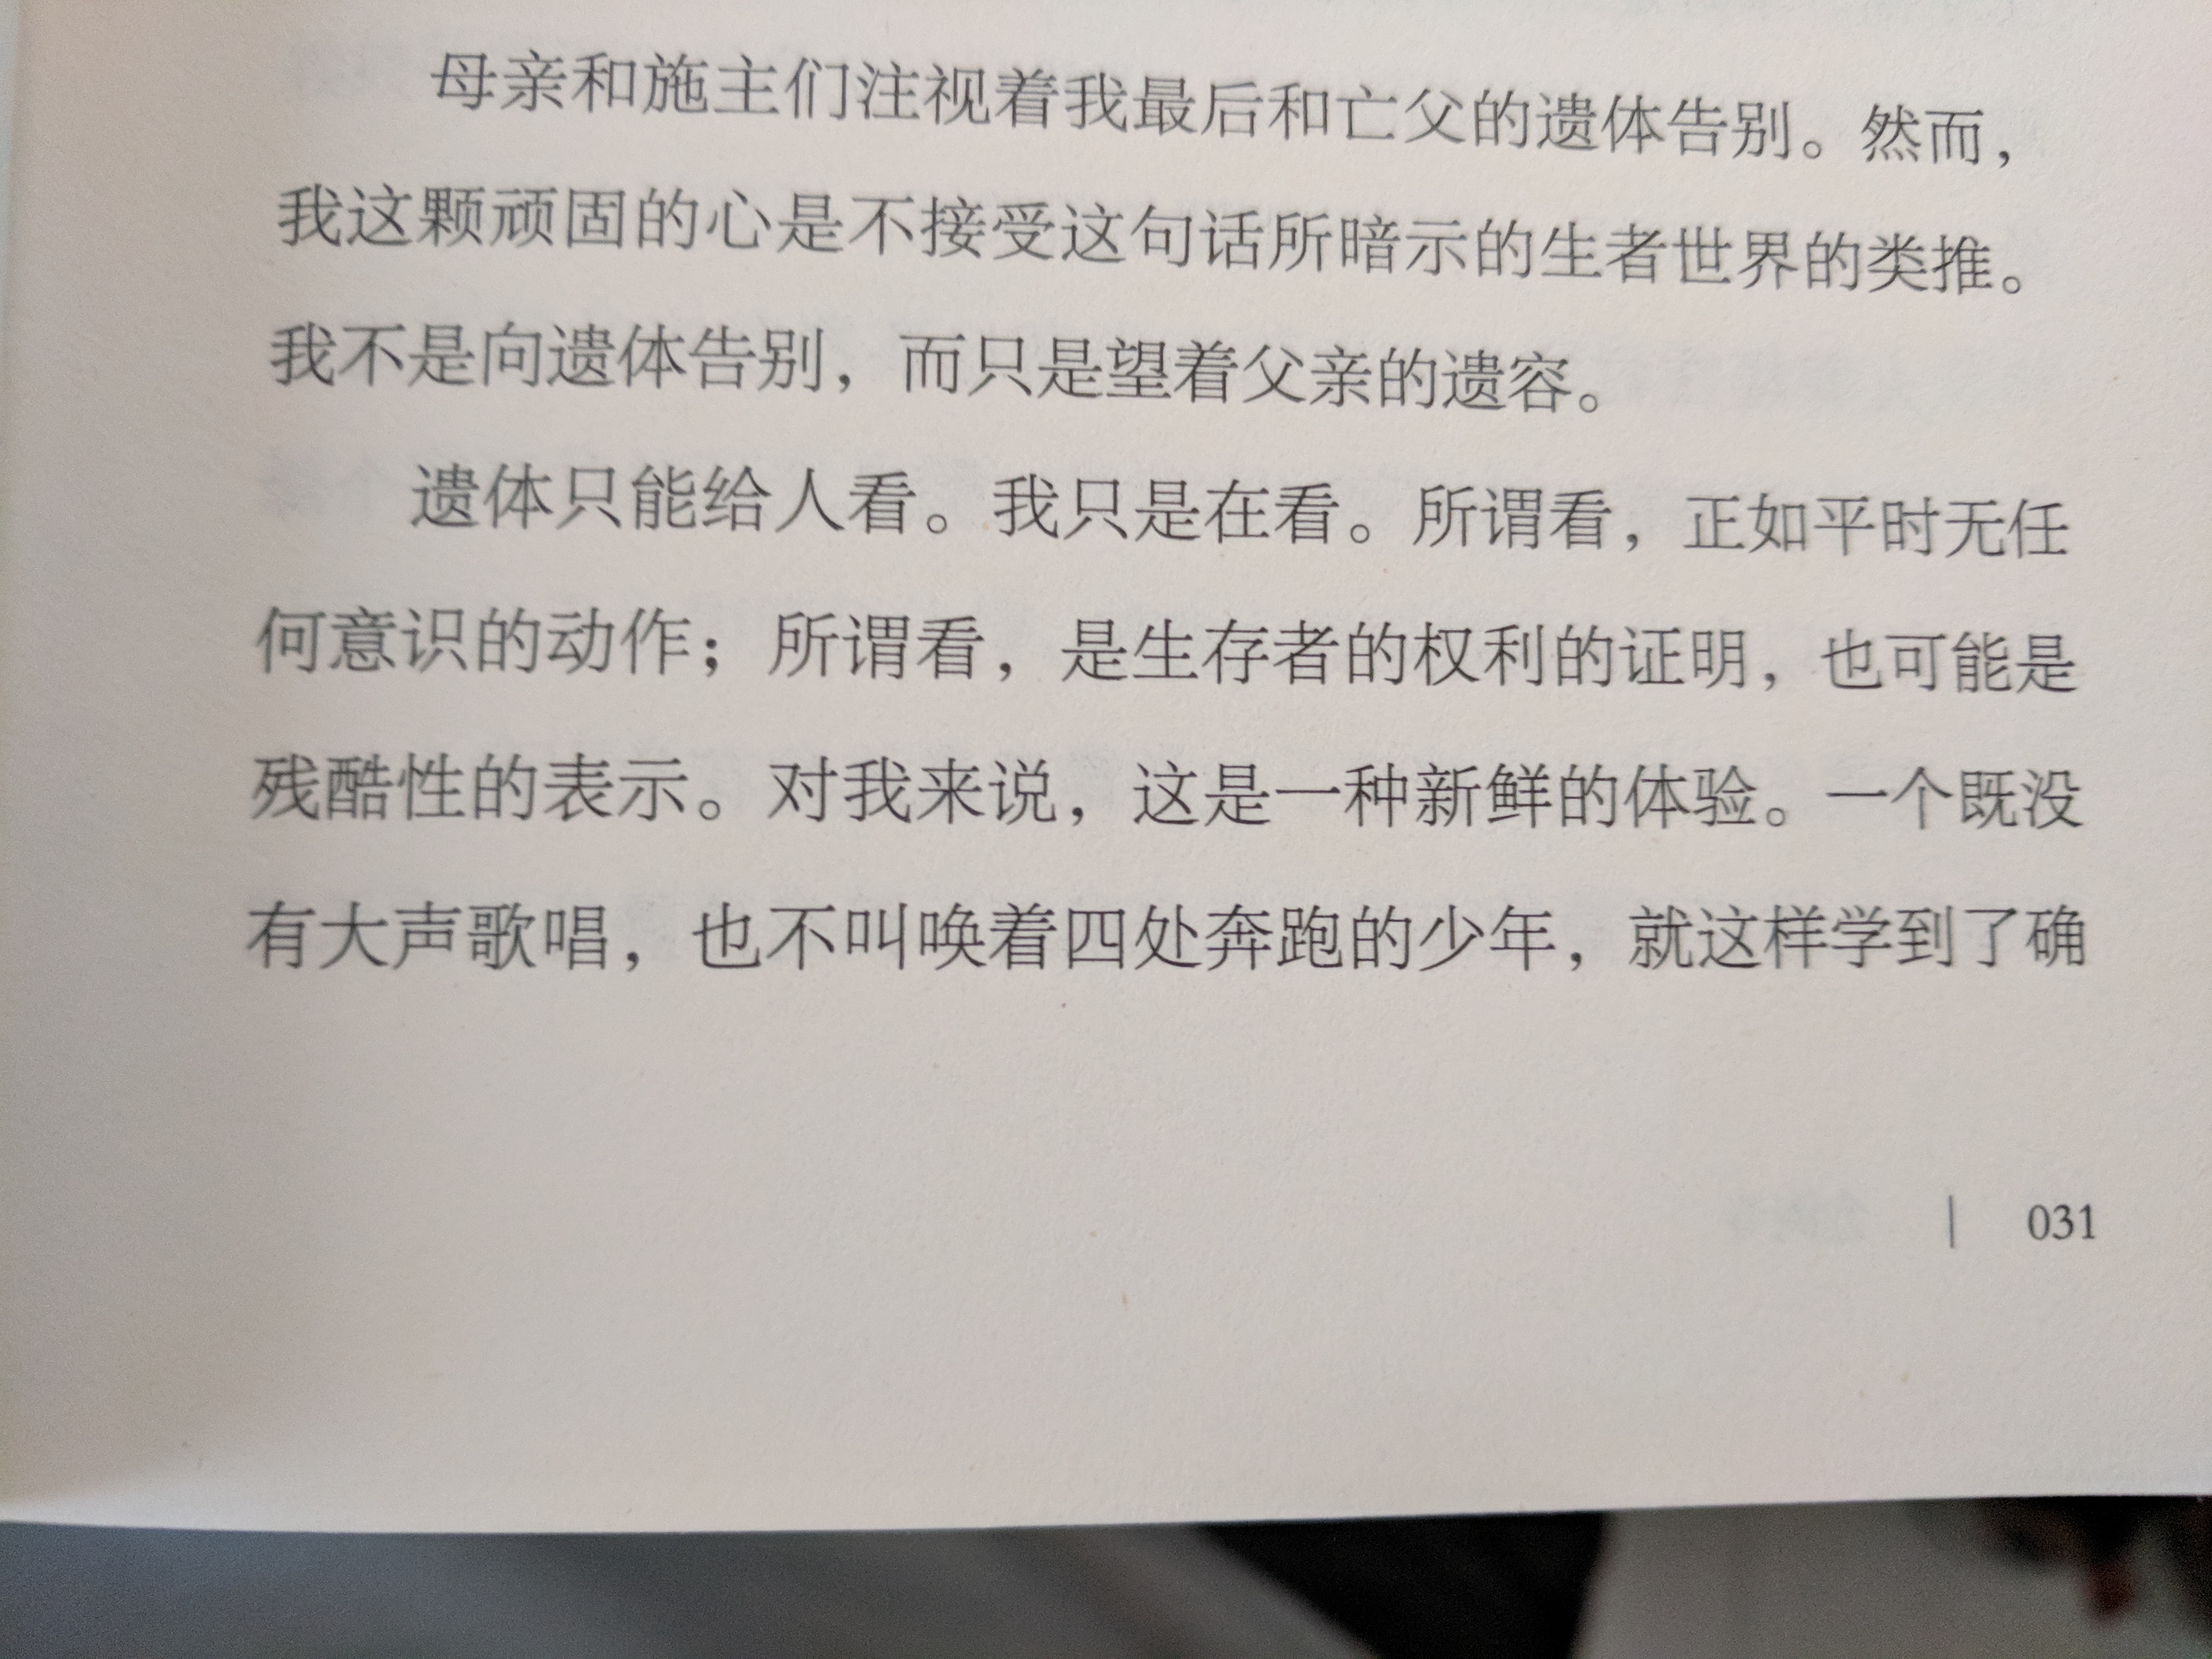 母亲和施主们注视着我最后和亡父的遗体告别。然而，
我这颗顽固的心是不接受这句话所暗示的生者世界的类推。
我不是向遗体告别，而只是望着父亲的遗容。
遗体只能给人看。我只是在看。所谓看，正如平时无任
何意识的动作；所谓看，是生存者的权利的证明，也可能是
残酷性的表示。对我来说，这是一种新鲜的体验。一个既没
有大声歌唱，也不叫唤着四处奔跑的少年，就这样学到了确
| 031